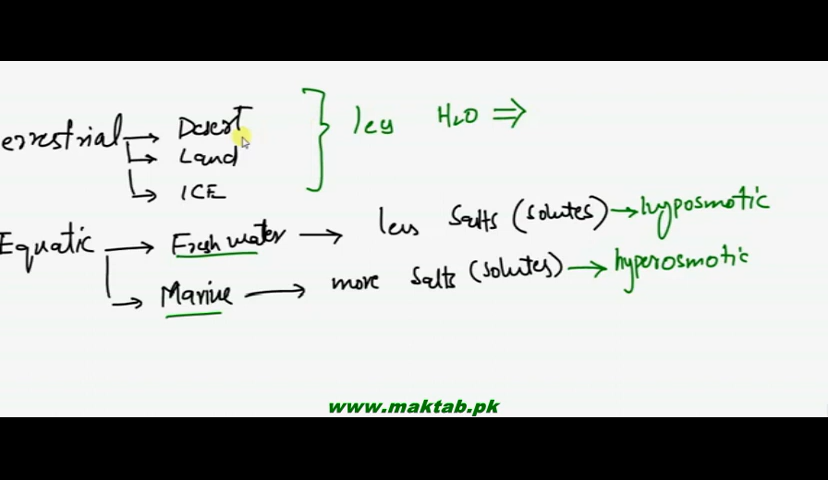 errestrial → Desert } less H2O ⇒
→ Land
→ ICE
Equatic → Fresh water → less Salts (solutes) → hyposmotic
→ Marine → more Salts (solutes) → hyperosmotic
www.maktab.pk